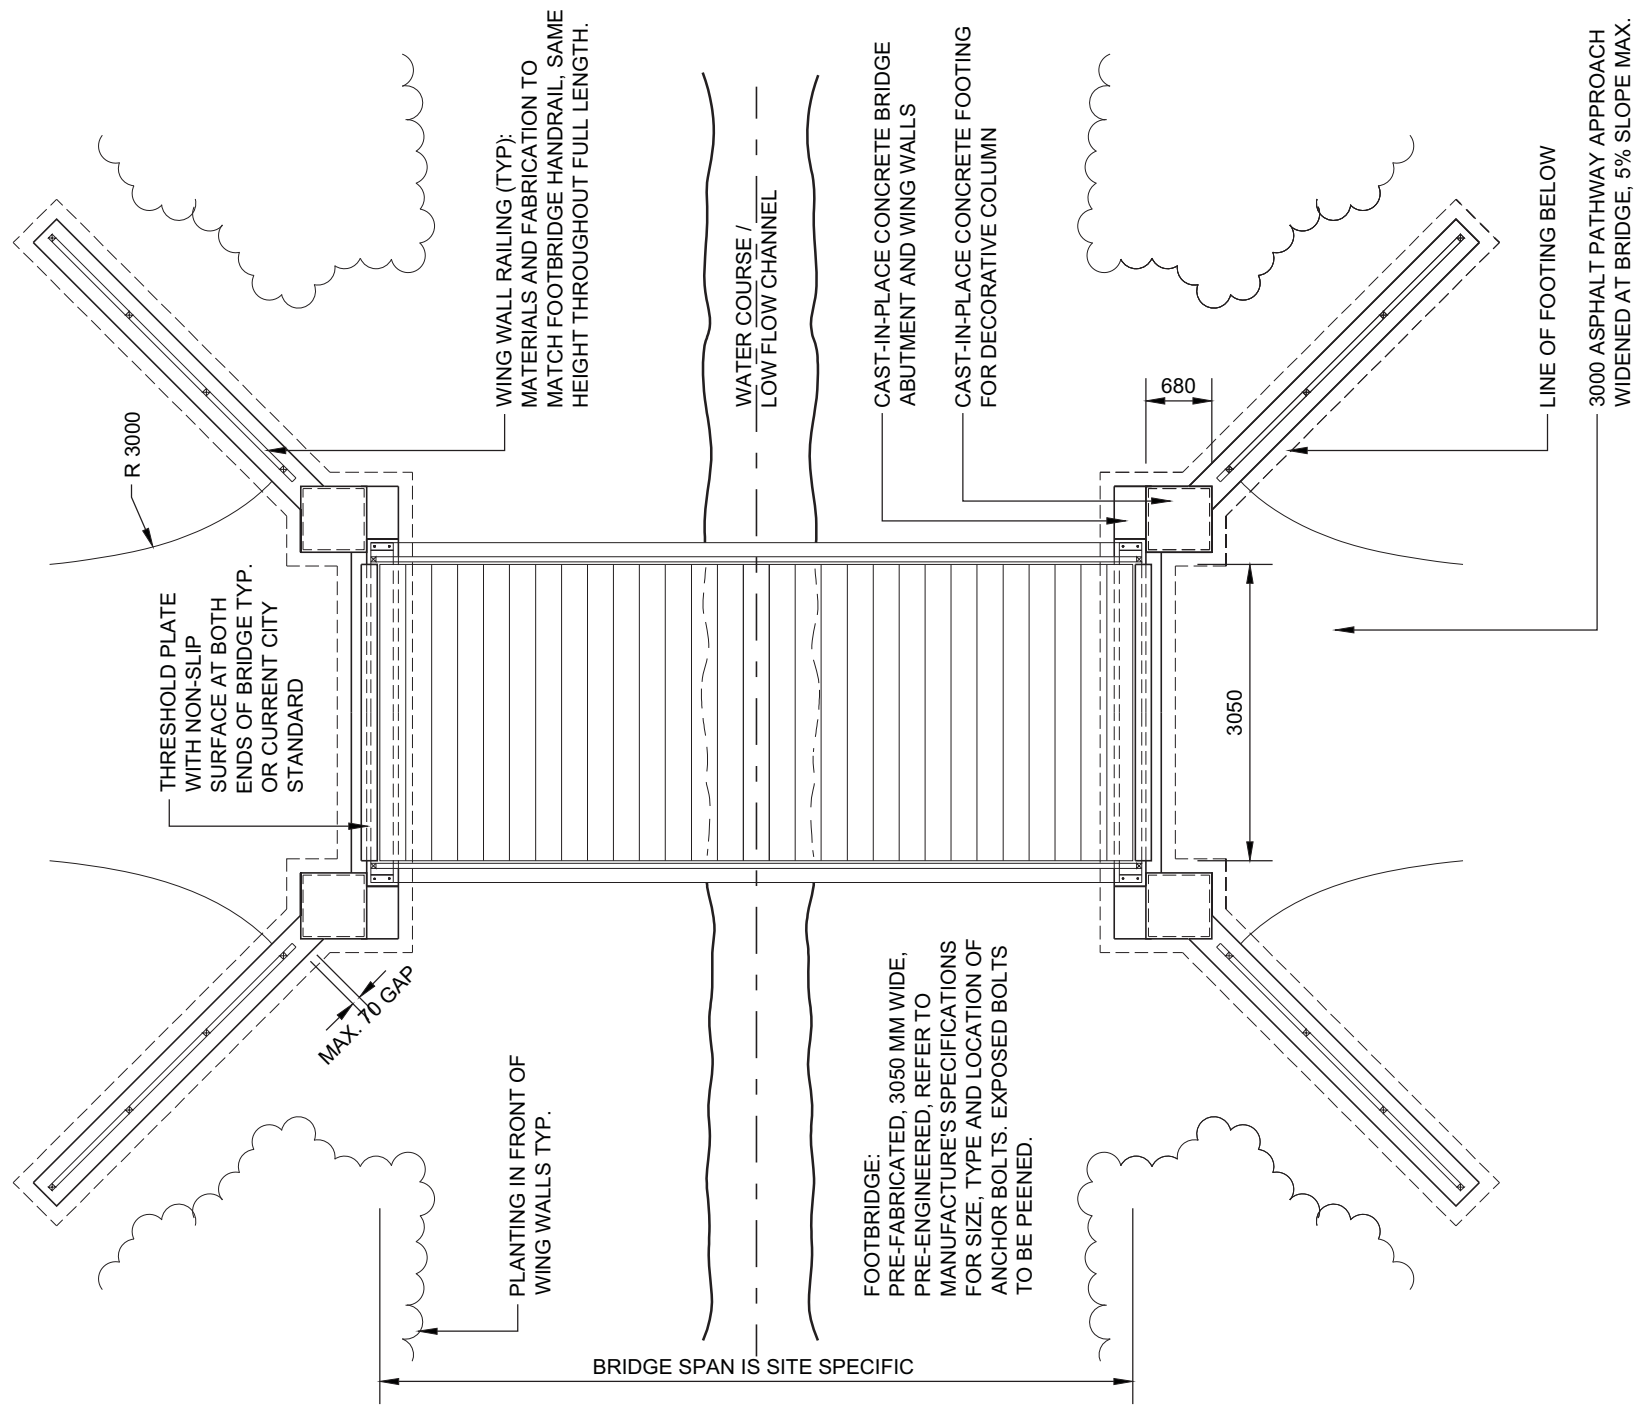 R 3000
WING WALL RAILING (TYP):
MATERIALS AND FABRICATION TO
MATCH FOOTBRIDGE HANDRAIL, SAME
HEIGHT THROUGHOUT FULL LENGTH.
WATER COURSE /
LOW FLOW CHANNEL
CAST-IN-PLACE CONCRETE BRIDGE
ABUTMENT AND WING WALLS
CAST-IN-PLACE CONCRETE FOOTING
FOR DECORATIVE COLUMN
680
LINE OF FOOTING BELOW
3000 ASPHALT PATHWAY APPROACH
WIDENED AT BRIDGE, 5% SLOPE MAX.
THRESHOLD PLATE
WITH NON-SLIP
SURFACE AT BOTH
ENDS OF BRIDGE TYP.
OR CURRENT CITY
STANDARD
3050
MAX. 70 GAP
PLANTING IN FRONT OF
WING WALLS TYP.
FOOTBRIDGE:
PRE-FABRICATED, 3050 MM WIDE,
PRE-ENGINEERED, REFER TO
MANUFACTURE'S SPECIFICATIONS
FOR SIZE, TYPE AND LOCATION OF
ANCHOR BOLTS. EXPOSED BOLTS
TO BE PEENED.
BRIDGE SPAN IS SITE SPECIFIC